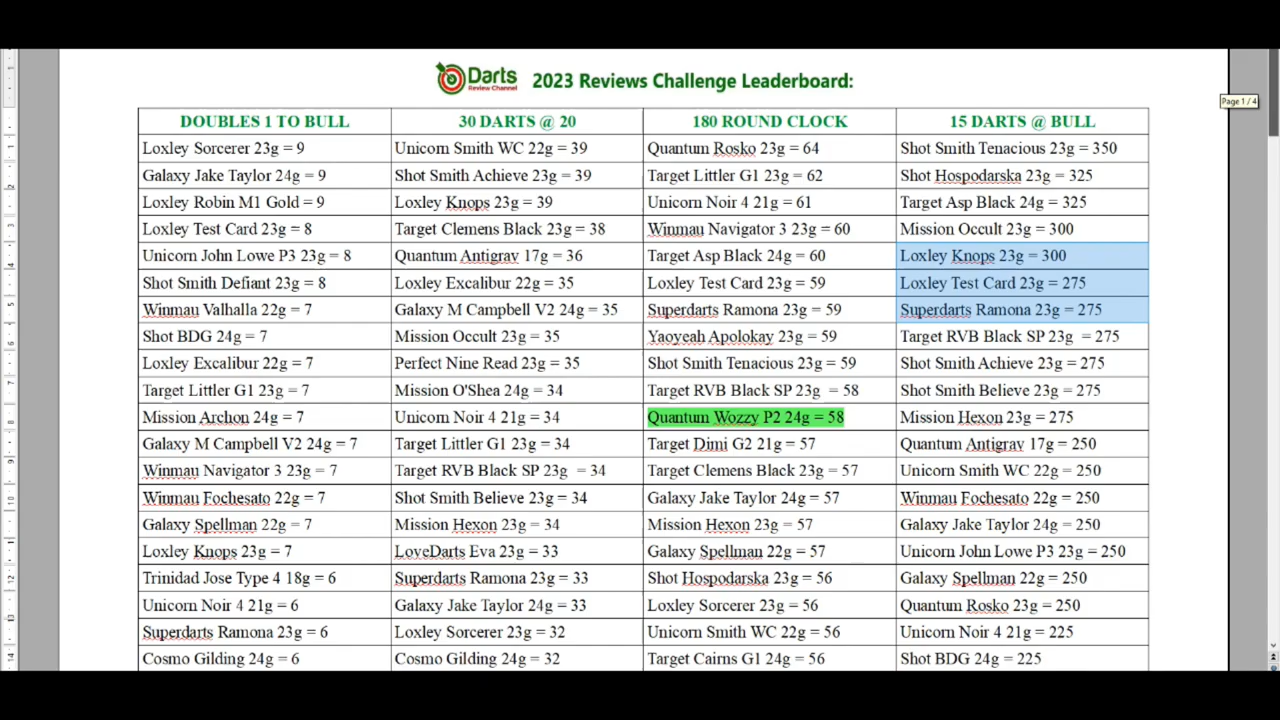 Darts
Review Channel
2023 Reviews Challenge Leaderboard:
Page 1 / 4
DOUBLES 1 TO BULL 30 DARTS @ 20 180 ROUND CLOCK 15 DARTS @ BULL
Loxley Sorcerer 23g = 9 Unicorn Smith WC 22g = 39 Quantum Rosko 23g = 64 Shot Smith Tenacious 23g = 350
Galaxy Jake Taylor 24g = 9 Shot Smith Achieve 23g = 39 Target Littler G1 23g = 62 Shot Hospodarska 23g = 325
Loxley Robin M1 Gold = 9 Loxley Knops 23g = 39 Unicorn Noir 4 21g = 61 Target Asp Black 24g = 325
Loxley Test Card 23g = 8 Target Clemens Black 23g = 38 Winmau Navigator 3 23g = 60 Mission Occult 23g = 300
Unicorn John Lowe P3 23g = 8 Quantum Antigrav 17g = 36 Target Asp Black 24g = 60 Loxley Knops 23g = 300
Shot Smith Defiant 23g = 8 Loxley Excalibur 22g = 35 Loxley Test Card 23g = 59 Loxley Test Card 23g = 275
Winmau Valhalla 22g = 7 Galaxy M Campbell V2 24g = 35 Superdarts Ramona 23g = 59 Superdarts Ramona 23g = 275
Shot BDG 24g = 7 Mission Occult 23g = 35 Yaoyeah Apolokay 23g = 59 Target RVB Black SP 23g = 275
Loxley Excalibur 22g = 7 Perfect Nine Read 23g = 35 Shot Smith Tenacious 23g = 59 Shot Smith Achieve 23g = 275
Target Littler G1 23g = 7 Mission O'Shea 24g = 34 Target RVB Black SP 23g = 58 Shot Smith Believe 23g = 275
Mission Archon 24g = 7 Unicorn Noir 4 21g = 34 Quantum Wozzy P2 24g = 58 Mission Hexon 23g = 275
Galaxy M Campbell V2 24g = 7 Target Littler G1 23g = 34 Target Dimi G2 21g = 57 Quantum Antigrav 17g = 250
Winmau Navigator 3 23g = 7 Target RVB Black SP 23g = 34 Target Clemens Black 23g = 57 Unicorn Smith WC 22g = 250
Winmau Fochesato 22g = 7 Shot Smith Believe 23g = 34 Galaxy Jake Taylor 24g = 57 Winmau Fochesato 22g = 250
Galaxy Spellman 22g = 7 Mission Hexon 23g = 34 Mission Hexon 23g = 57 Galaxy Jake Taylor 24g = 250
Loxley Knops 23g = 7 LoveDarts Eva 23g = 33 Galaxy Spellman 22g = 57 Unicorn John Lowe P3 23g = 250
Trinidad Jose Type 4 18g = 6 Superdarts Ramona 23g = 33 Shot Hospodarska 23g = 56 Galaxy Spellman 22g = 250
Unicorn Noir 4 21g = 6 Galaxy Jake Taylor 24g = 33 Loxley Sorcerer 23g = 56 Quantum Rosko 23g = 250
Superdarts Ramona 23g = 6 Loxley Sorcerer 23g = 32 Unicorn Smith WC 22g = 56 Unicorn Noir 4 21g = 225
Cosmo Gilding 24g = 6 Cosmo Gilding 24g = 32 Target Cairns G1 24g = 56 Shot BDG 24g = 225